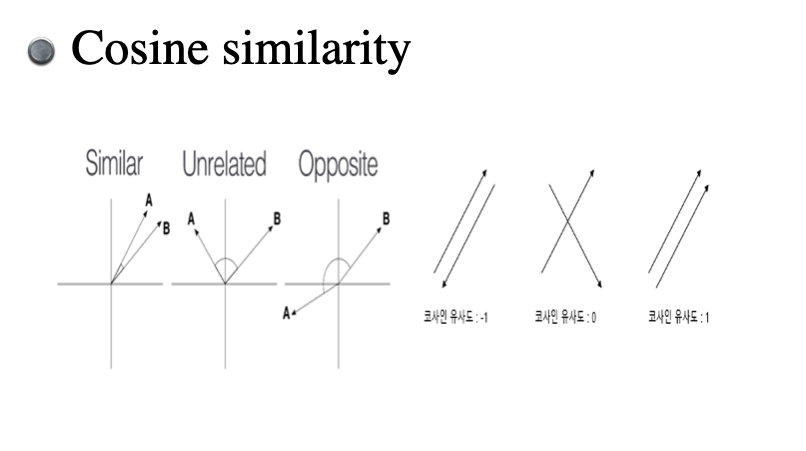 Cosine similarity
Similar
Unrelated
Opposite
A
B
A
B
B
A
코사인 유사도 : -1
코사인 유사도 : 0
코사인 유사도 : 1